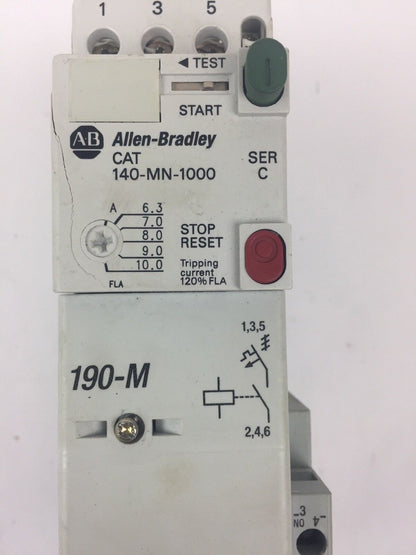 1 3 5
◄ TEST
START
AB Allen-Bradley
CAT SER
140-MN-1000 C
A 6.3
7.0
8.0
9.0
10.0
FLA
STOP
RESET
Tripping
current
120% FLA
1,3,5
190-M
2,4,6
3
NO 4